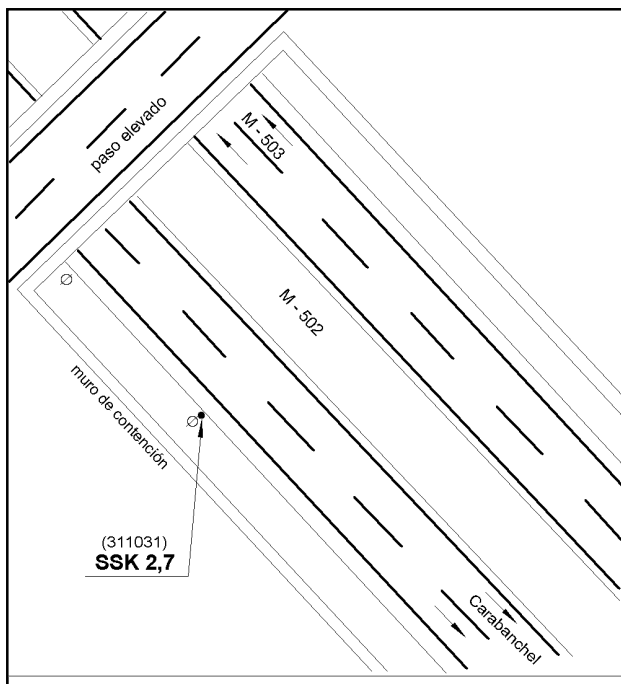 M - 503
paso elevado
M - 502
muro de contención
(311031)
SSK 2,7
Carabanchel